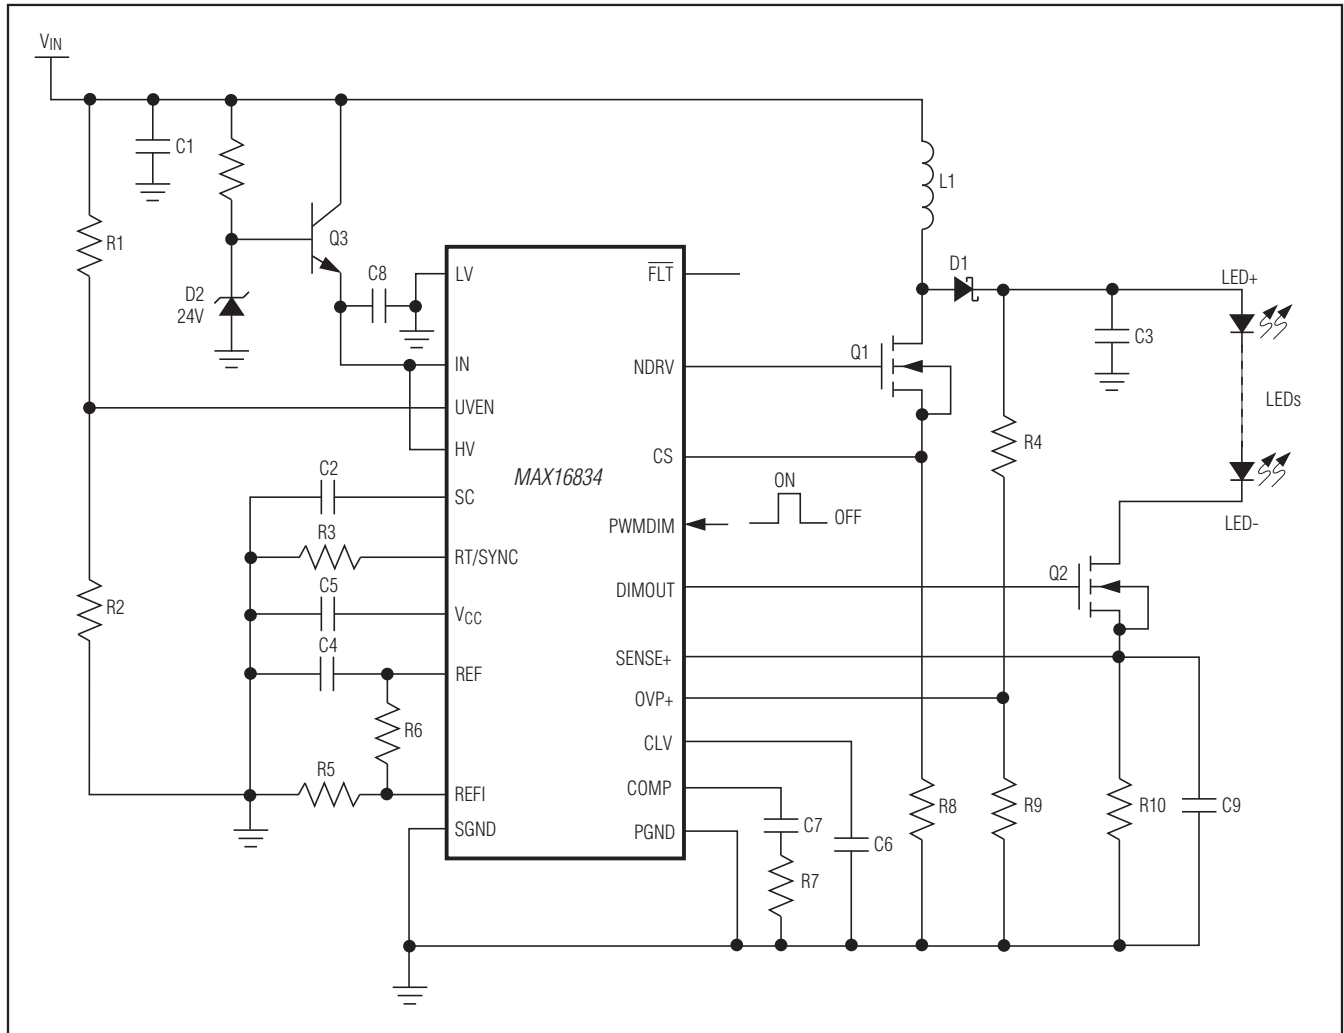 VIN
C1
R1
Q3
L1
D2
24V
C8
LV
FLT
D1
LED+
C3
Q1
IN
NDRV
UVEN
LEDs
HV
R4
CS
MAX16834
C2
SC
ON
OFF
PWMDIM
LED-
R3
RT/SYNC
Q2
C5
DIMOUT
R2
VCC
C4
SENSE+
REF
OVP+
R6
CLV
R5
COMP
REFI
R8
R9
R10
C9
SGND
PGND
C7
C6
R7